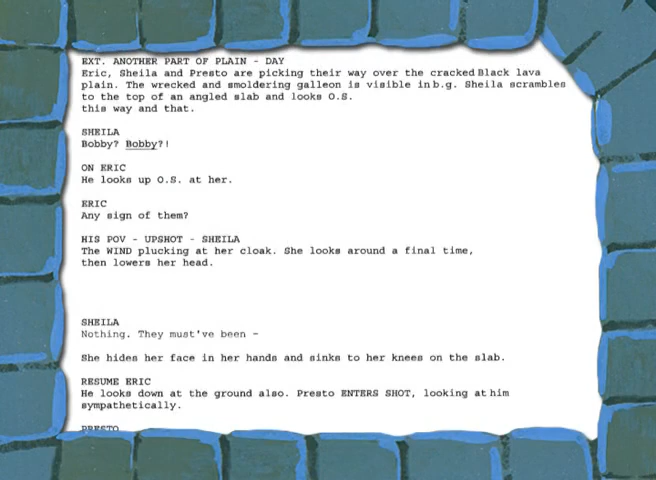 EXT. ANOTHER PART OF PLAIN - DAY
Eric, Sheila and Presto are picking their way over the cracked Black lava
plain. The wrecked and smoldering galleon is visible in b.g. Sheila scrambles
to the top of an angled slab and looks O.S.
this way and that.
SHEILA
Bobby? Bobby?!
ON ERIC
He looks up O.S. at her.
ERIC
Any sign of them?
HIS POV - UPSHOT - SHEILA
The WIND plucking at her cloak. She looks around a final time,
then lowers her head.
SHEILA
Nothing. They must've been -
She hides her face in her hands and sinks to her knees on the slab.
RESUME ERIC
He looks down at the ground also. Presto ENTERS SHOT, looking at him
sympathetically.
PRESTO